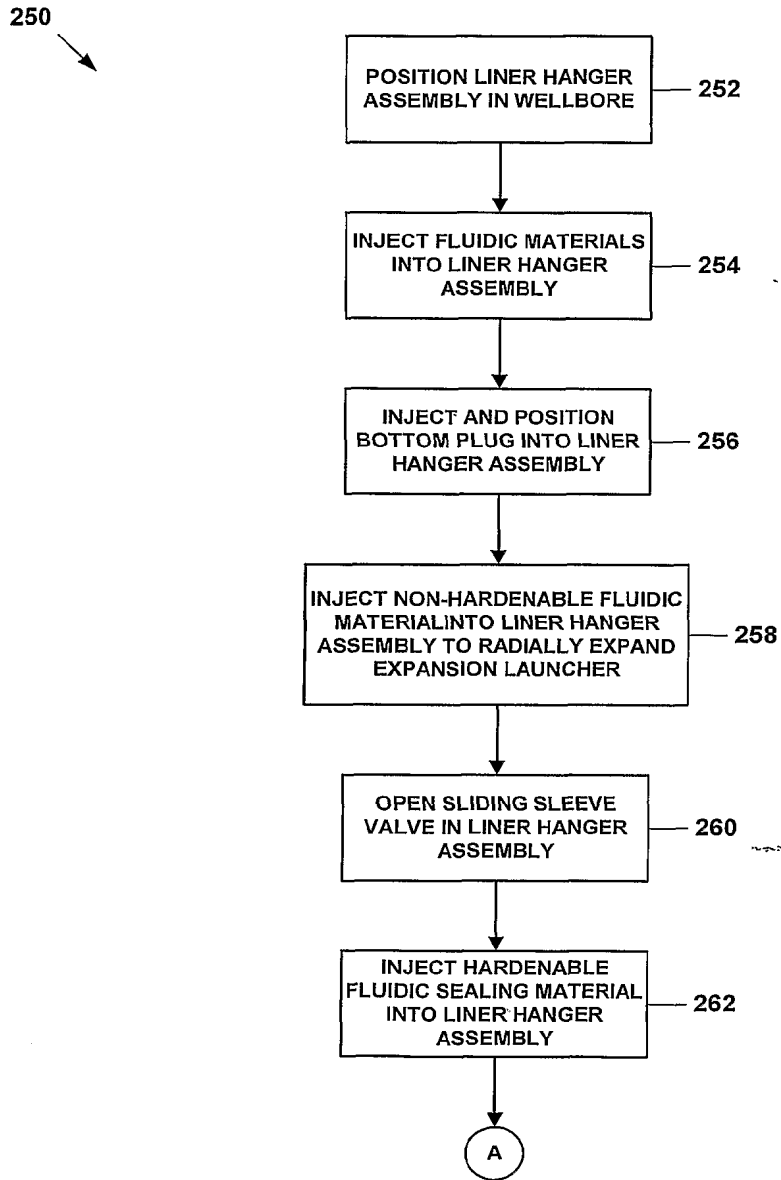 250
POSITION LINER HANGER
ASSEMBLY IN WELLBORE
252
INJECT FLUIDIC MATERIALS
INTO LINER HANGER
ASSEMBLY
254
INJECT AND POSITION
BOTTOM PLUG INTO LINER
HANGER ASSEMBLY
256
INJECT NON-HARDENABLE FLUIDIC
MATERIALINTO LINER HANGER
ASSEMBLY TO RADIALLY EXPAND
EXPANSION LAUNCHER
258
OPEN SLIDING SLEEVE
VALVE IN LINER HANGER
ASSEMBLY
260
INJECT HARDENABLE
FLUIDIC SEALING MATERIAL
INTO LINER HANGER
ASSEMBLY
262
A